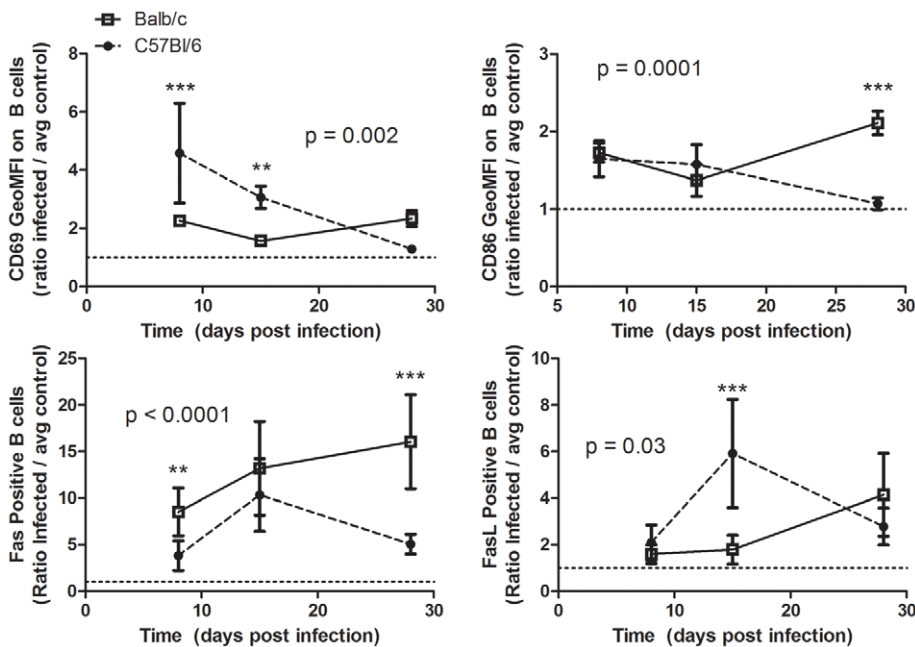 Balb/c
C57Bl/6
CD69 GeoMFI on B cells
(ratio infected / avg control)
8
6
4
2
0
***
**
p = 0.002
0 10 20 30
Time (days post infection)
CD86 GeoMFI on B cells
(ratio infected / avg control)
3
2
1
0
p = 0.0001
***
5 10 15 20 25 30
Time (days post infection)
Fas Positive B cells
(Ratio Infected / avg control)
25
20
15
10
5
0
p < 0.0001
**
***
0 10 20 30
Time (days post infection)
FasL Positive B cells
(Ratio Infected / avg control)
10
8
6
4
2
0
p = 0.03
***
0 10 20 30
Time (days post infection)